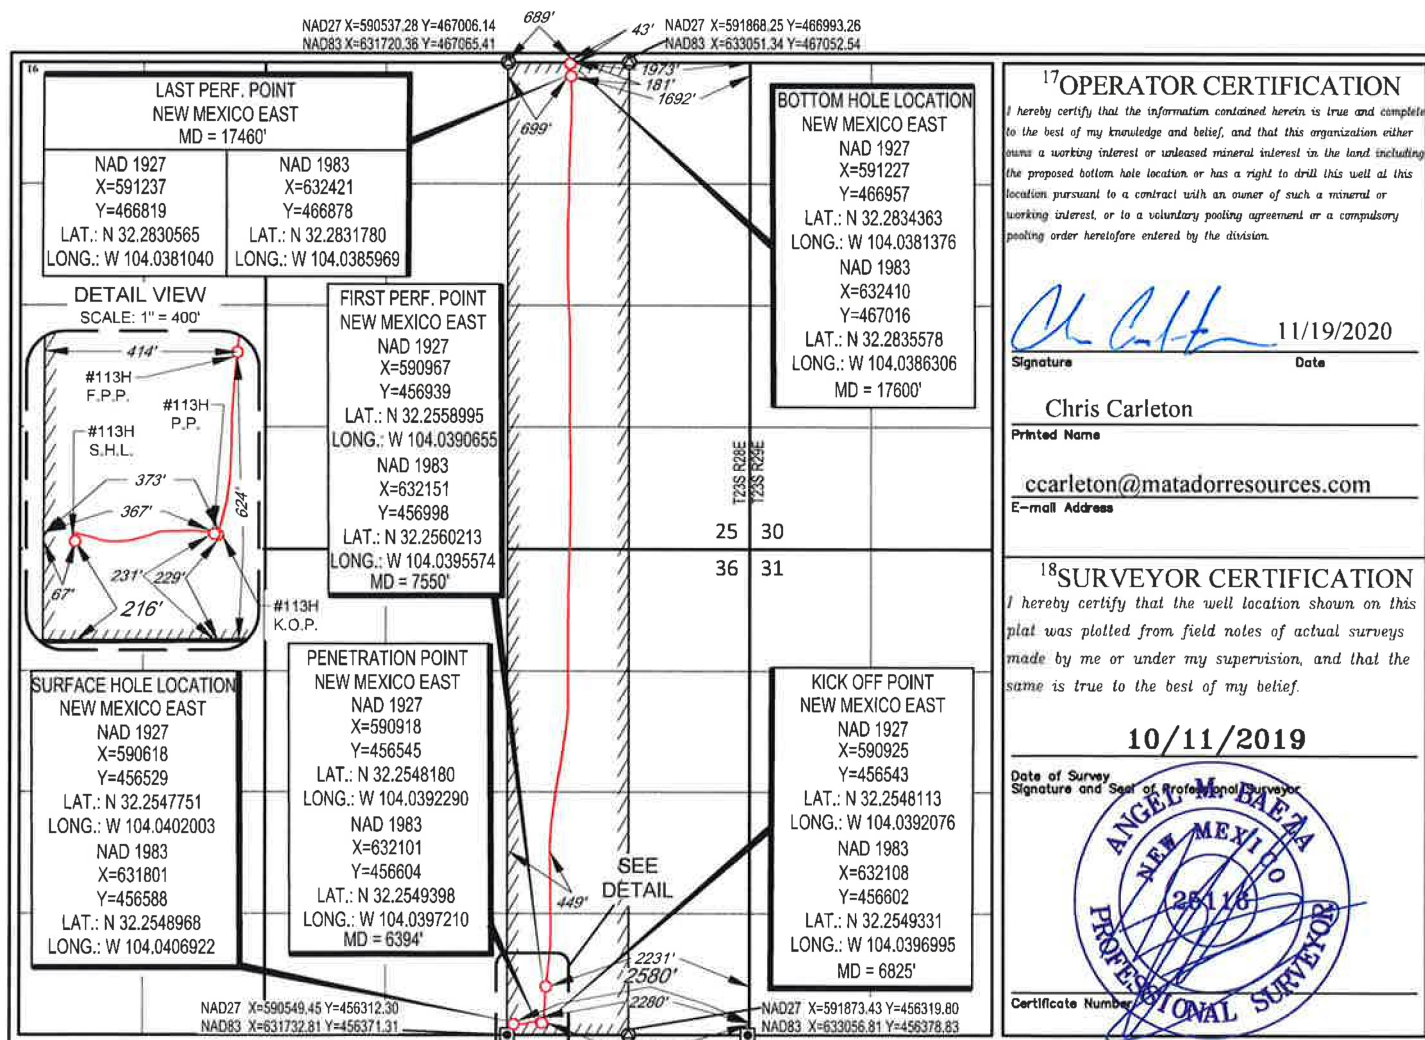 NAD27 X=590537.28 Y=467006.14
NAD83 X=631720.36 Y=467065.41
689'
43'
NAD27 X=591868.25 Y=466993.26
NAD83 X=633051.34 Y=467052.54
16
1973'
181'
1692'
699'
LAST PERF. POINT
NEW MEXICO EAST
MD = 17460'
NAD 1927
X=591237
Y=466819
LAT.: N 32.2830565
LONG.: W 104.0381040
NAD 1983
X=632421
Y=466878
LAT.: N 32.2831780
LONG.: W 104.0385969
BOTTOM HOLE LOCATION
NEW MEXICO EAST
NAD 1927
X=591227
Y=466957
LAT.: N 32.2834363
LONG.: W 104.0381376
NAD 1983
X=632410
Y=467016
LAT.: N 32.2835578
LONG.: W 104.0386306
MD = 17600'
DETAIL VIEW
SCALE: 1" = 400'
414'
#113H
F.P.P.
#113H
P.P.
#113H
S.H.L.
373'
367'
624'
231'
229'
67'
216'
#113H
K.O.P.
FIRST PERF. POINT
NEW MEXICO EAST
NAD 1927
X=590967
Y=456939
LAT.: N 32.2558995
LONG.: W 104.0390655
NAD 1983
X=632151
Y=456998
LAT.: N 32.2560213
LONG.: W 104.0395574
MD = 7550'
T23S R28E
T23S R29E
25 30
36 31
SURFACE HOLE LOCATION
NEW MEXICO EAST
NAD 1927
X=590618
Y=456529
LAT.: N 32.2547751
LONG.: W 104.0402003
NAD 1983
X=631801
Y=456588
LAT.: N 32.2548968
LONG.: W 104.0406922
PENETRATION POINT
NEW MEXICO EAST
NAD 1927
X=590918
Y=456545
LAT.: N 32.2548180
LONG.: W 104.0392290
NAD 1983
X=632101
Y=456604
LAT.: N 32.2549398
LONG.: W 104.0397210
MD = 6394'
KICK OFF POINT
NEW MEXICO EAST
NAD 1927
X=590925
Y=456543
LAT.: N 32.2548113
LONG.: W 104.0392076
NAD 1983
X=632108
Y=456602
LAT.: N 32.2549331
LONG.: W 104.0396995
MD = 6825'
SEE
DETAIL
449'
2231'
2580'
2280'
NAD27 X=590549.45 Y=456312.30
NAD83 X=631732.81 Y=456371.31
NAD27 X=591873.43 Y=456319.80
NAD83 X=633056.81 Y=456378.83
17 OPERATOR CERTIFICATION
I hereby certify that the information contained herein is true and complete
to the best of my knowledge and belief, and that this organization either
owns a working interest or unleased mineral interest in the land including
the proposed bottom hole location or has a right to drill this well at this
location pursuant to a contract with an owner of such a mineral or
working interest, or to a voluntary pooling agreement or a compulsory
pooling order heretofore entered by the division.
11/19/2020
Signature Date
Chris Carleton
Printed Name
ccarleton@matadorresources.com
E-mail Address
18 SURVEYOR CERTIFICATION
I hereby certify that the well location shown on this
plat was plotted from field notes of actual surveys
made by me or under my supervision, and that the
same is true to the best of my belief.
10/11/2019
Date of Survey
Signature and Seal of Professional Surveyor
ANGEL M. BAEZA
NEW MEXICO
PROFESSIONAL SURVEYOR
Certificate Number